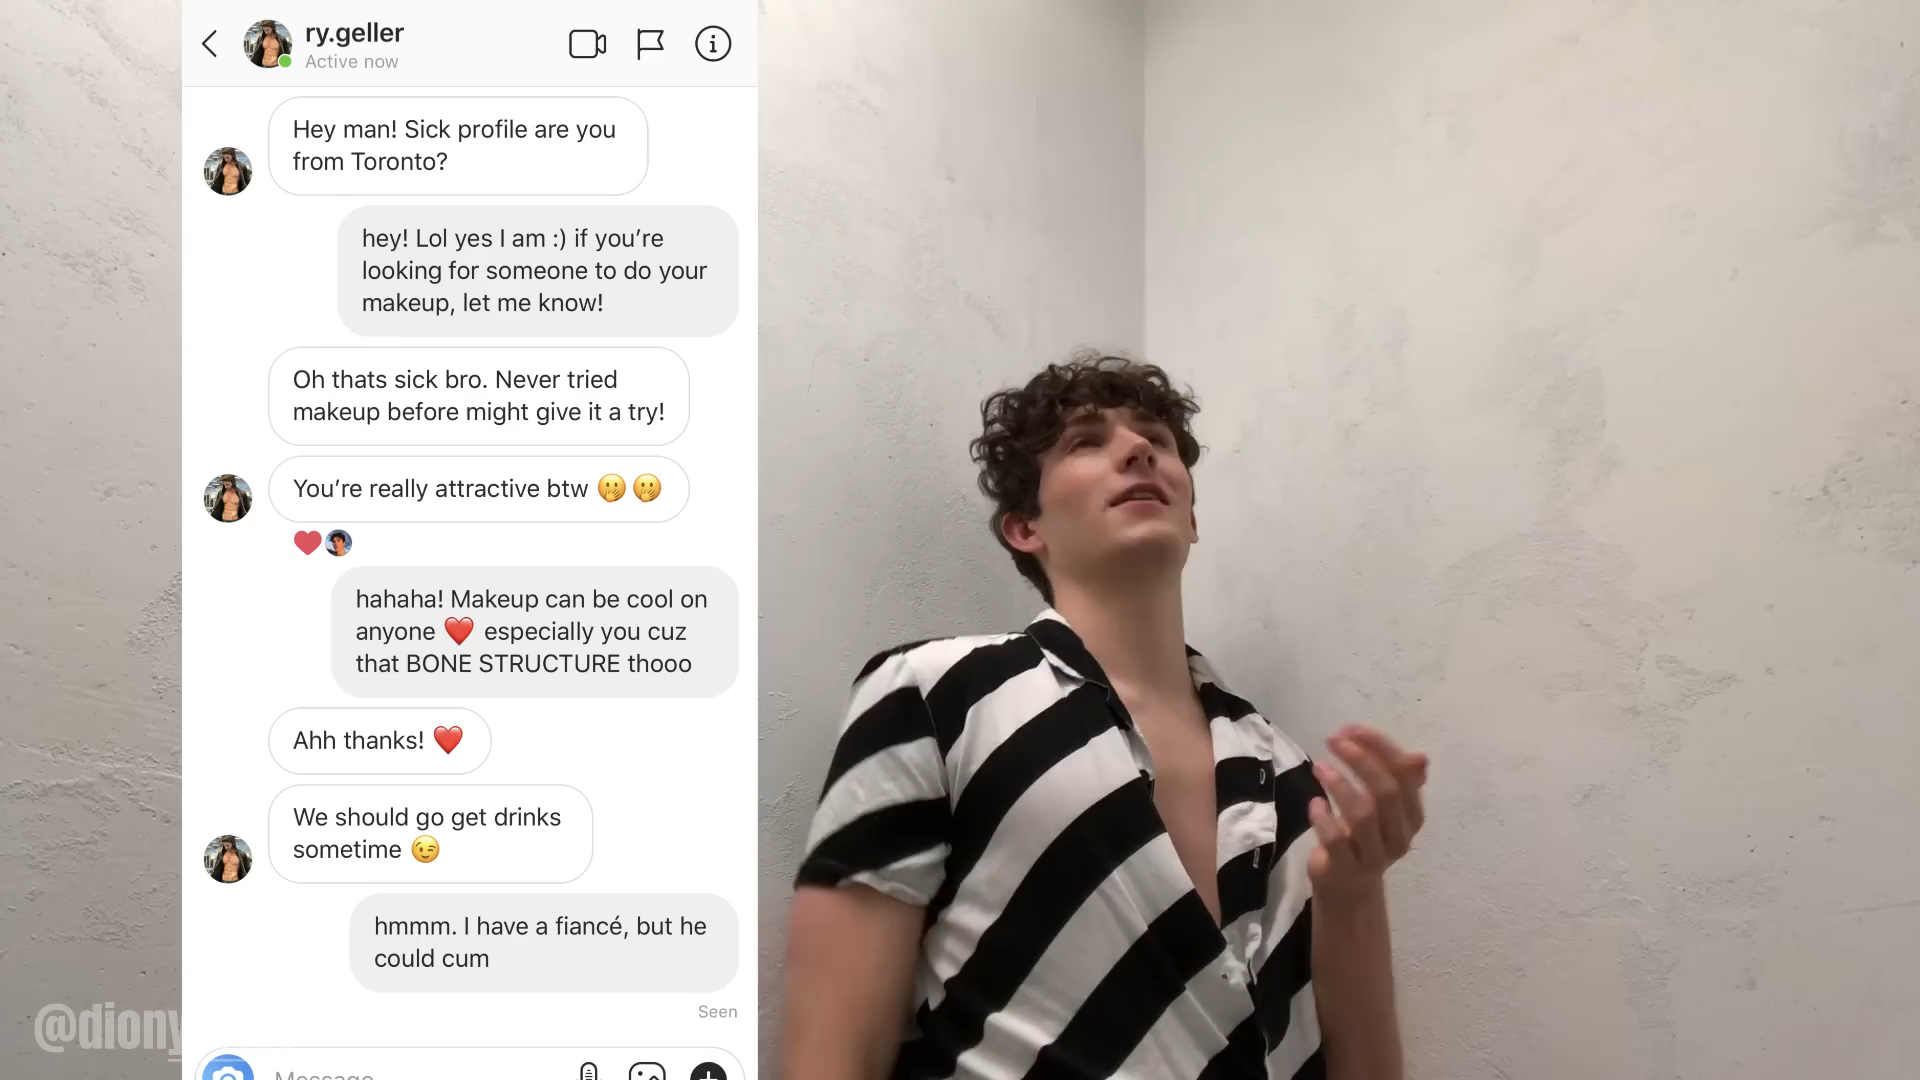 ry.geller
Active now
Hey man! Sick profile are you
from Toronto?
hey! Lol yes I am :) if you’re
looking for someone to do your
makeup, let me know!
Oh thats sick bro. Never tried
makeup before might give it a try!
You’re really attractive btw 🤭🤭
hahaha! Makeup can be cool on
anyone ❤️ especially you cuz
that BONE STRUCTURE thooo
Ahh thanks! ❤️
We should go get drinks
sometime 😉
hmmm. I have a fiancé, but he
could cum
Seen
Message
@diony